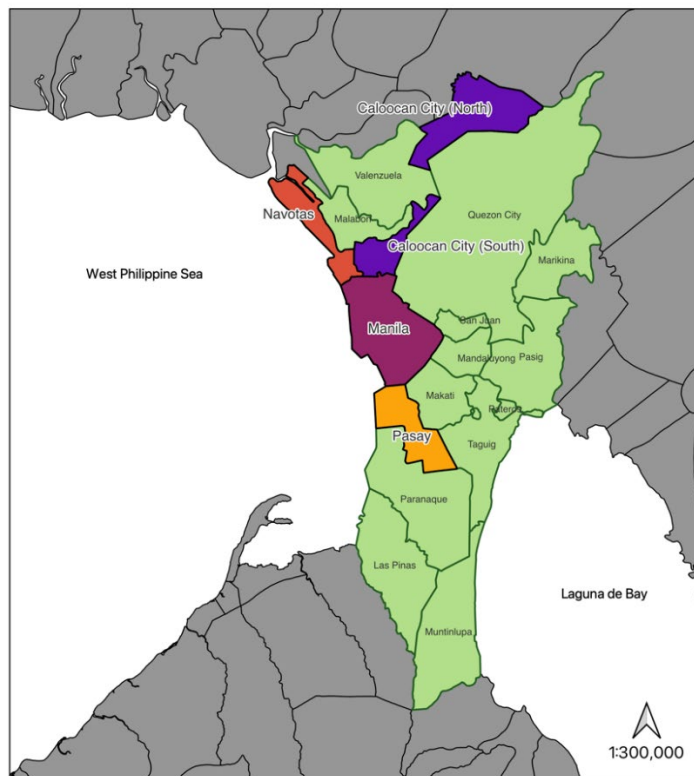 Caloocan City (North)
Valenzuela
Navotas
Malabon
Quezon City
Caloocan City (South)
Marikina
West Philippine Sea
San Juan
Manila
Mandaluyong
Pasig
Makati
Pateros
Pasay
Taguig
Paranaque
Las Pinas
Laguna de Bay
Muntinlupa
1:300,000